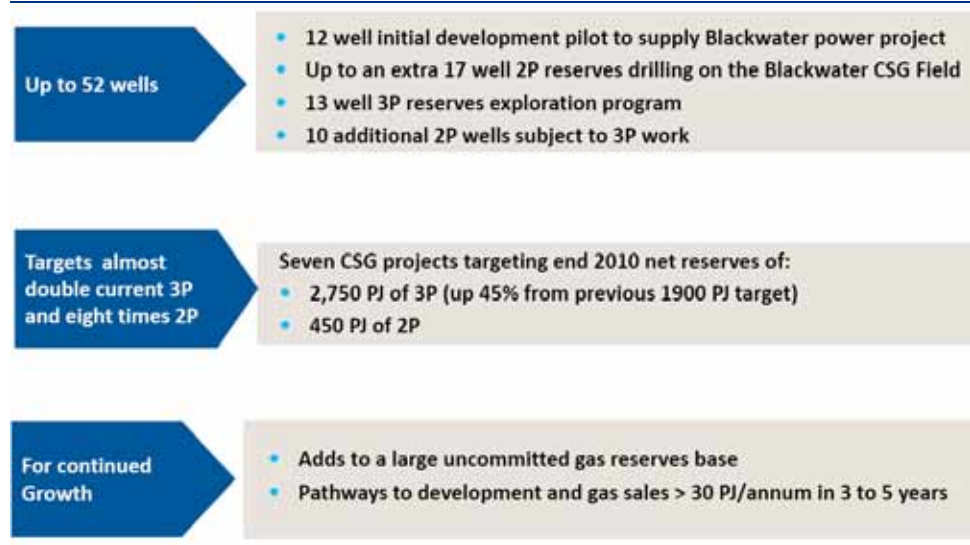 Up to 52 wells
• 12 well initial development pilot to supply Blackwater power project
• Up to an extra 17 well 2P reserves drilling on the Blackwater CSG Field
• 13 well 3P reserves exploration program
• 10 additional 2P wells subject to 3P work
Targets almost
double current 3P
and eight times 2P
Seven CSG projects targeting end 2010 net reserves of:
• 2,750 PJ of 3P (up 45% from previous 1900 PJ target)
• 450 PJ of 2P
For continued
Growth
• Adds to a large uncommitted gas reserves base
• Pathways to development and gas sales > 30 PJ/annum in 3 to 5 years